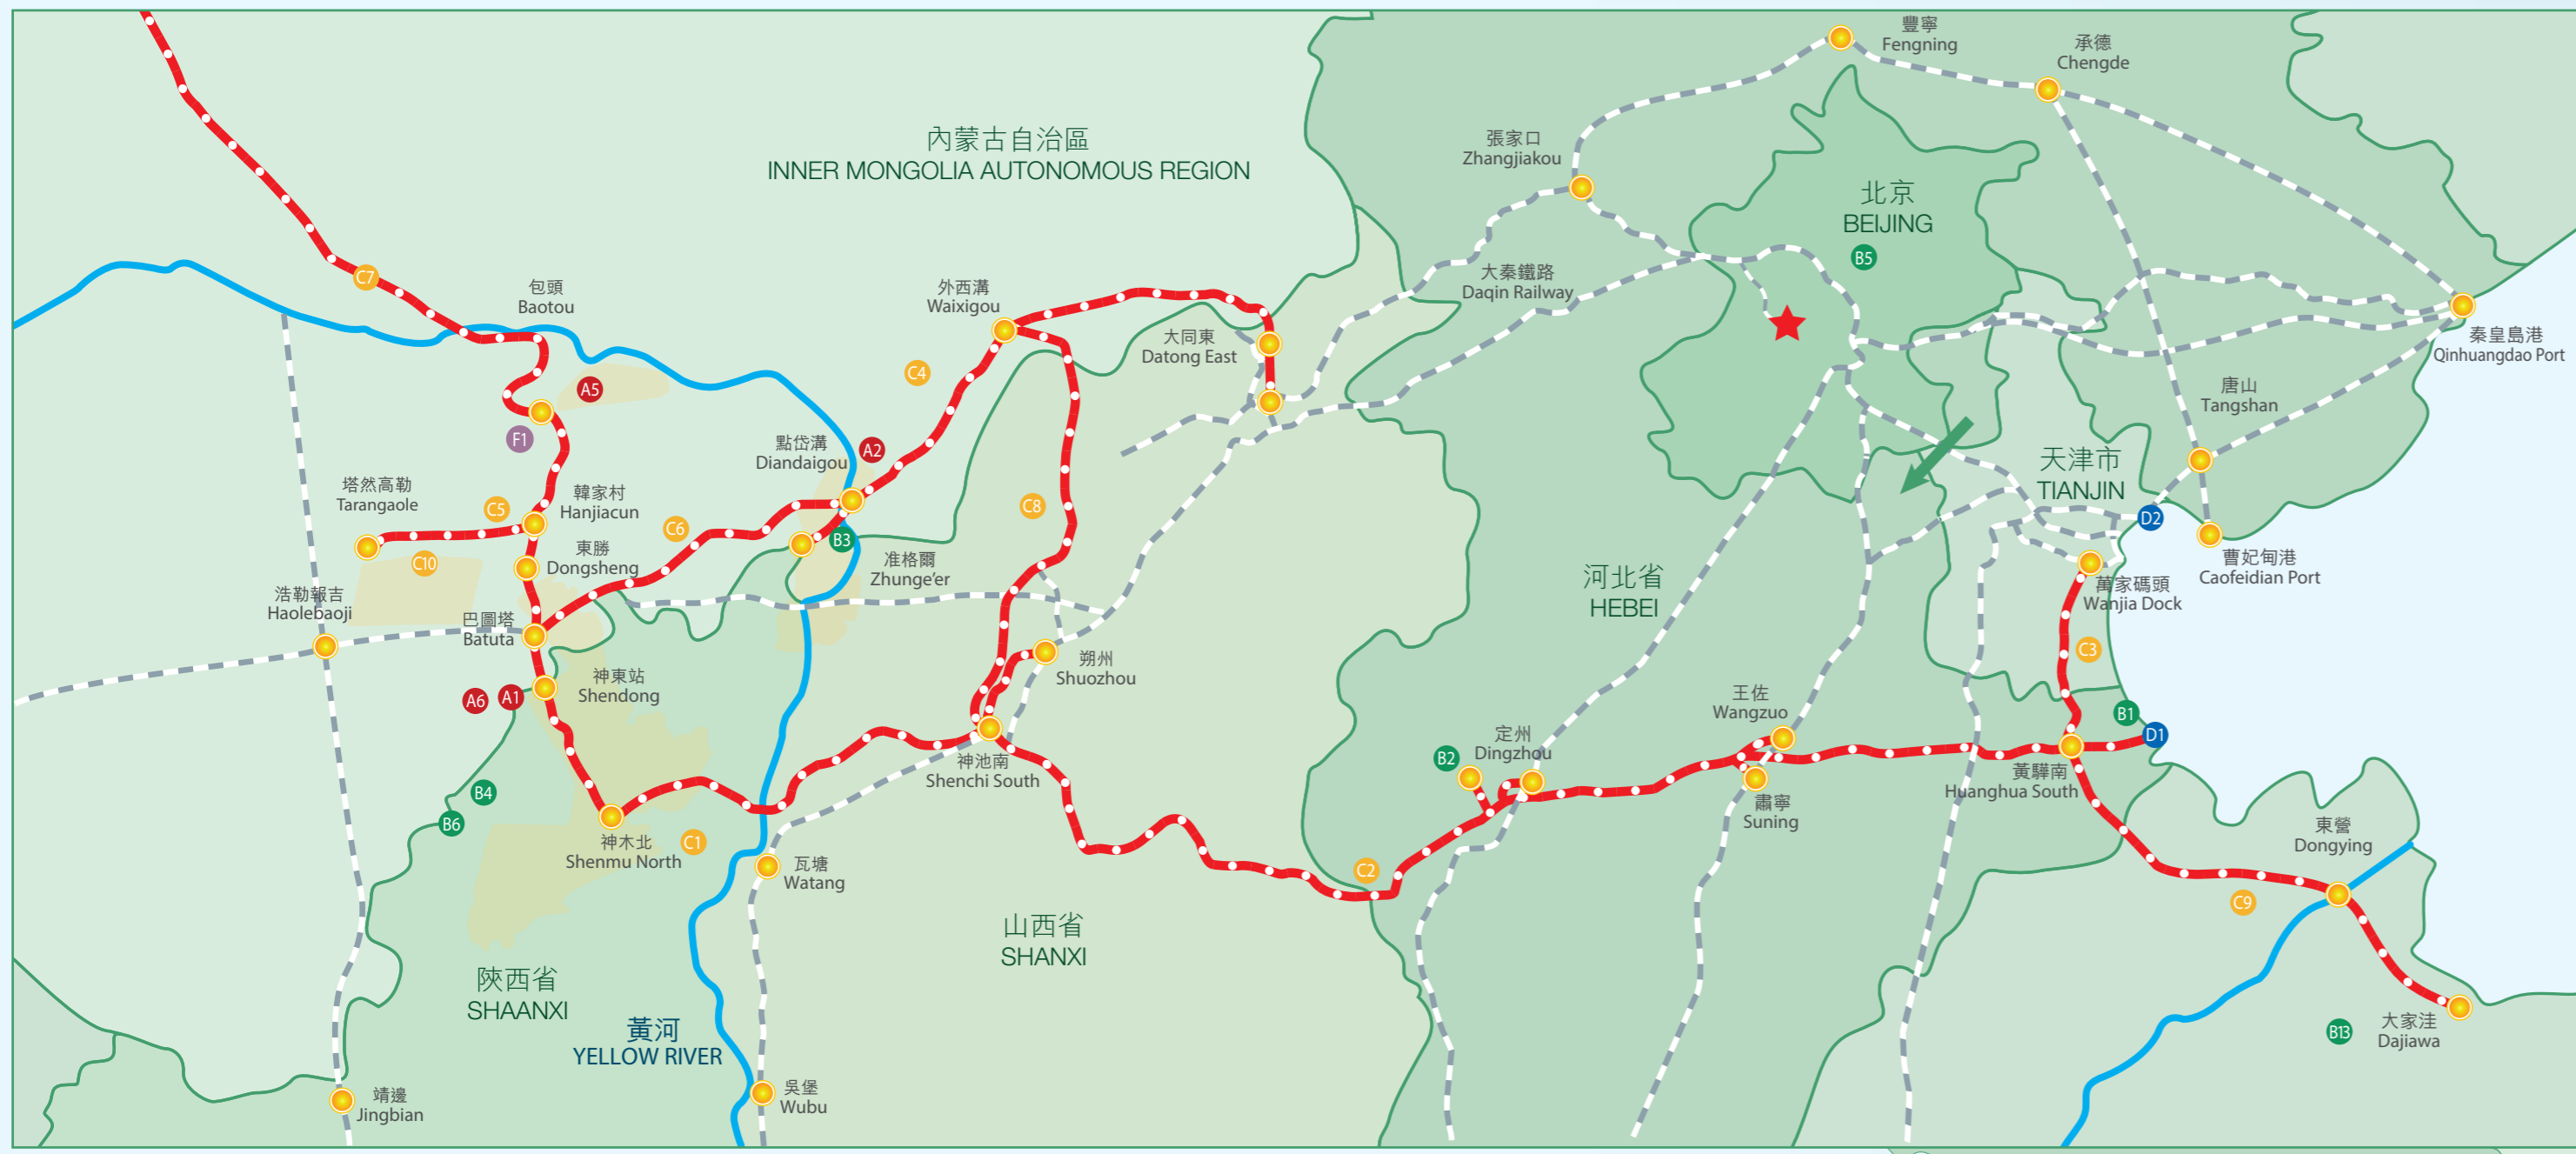 豐寧
Fengning
承德
Chengde
張家口
Zhangjiakou
內蒙古自治區
INNER MONGOLIA AUTONOMOUS REGION
北京
BEIJING
B5
大秦鐵路
Daqin Railway
C7
包頭
Baotou
外西溝
Waixigou
大同東
Datong East
秦皇島港
Qinhuangdao Port
C4
A5
唐山
Tangshan
F1
點岱溝
Diandaigou
A2
天津市
TIANJIN
塔然高勒
Tarangaole
C5
韓家村
Hanjiacun
C6
C8
D2
C10
東勝
Dongsheng
B3
准格爾
Zhunge'er
河北省
HEBEI
曹妃甸港
Caofeidian Port
萬家碼頭
Wanjia Dock
浩勒報吉
Haolebaoji
巴圖塔
Batuta
C3
朔州
Shuozhou
神東站
Shendong
A6
A1
王佐
Wangzuo
B1
D1
定州
Dingzhou
B2
神池南
Shenchi South
黃驊南
Huanghua South
B4
B6
肅寧
Suning
神木北
Shenmu North
C1
東營
Dongying
瓦塘
Watang
C2
C9
山西省
SHANXI
陝西省
SHAANXI
黃河
YELLOW RIVER
B13
大家洼
Dajiawa
吳堡
Wubu
靖邊
Jingbian